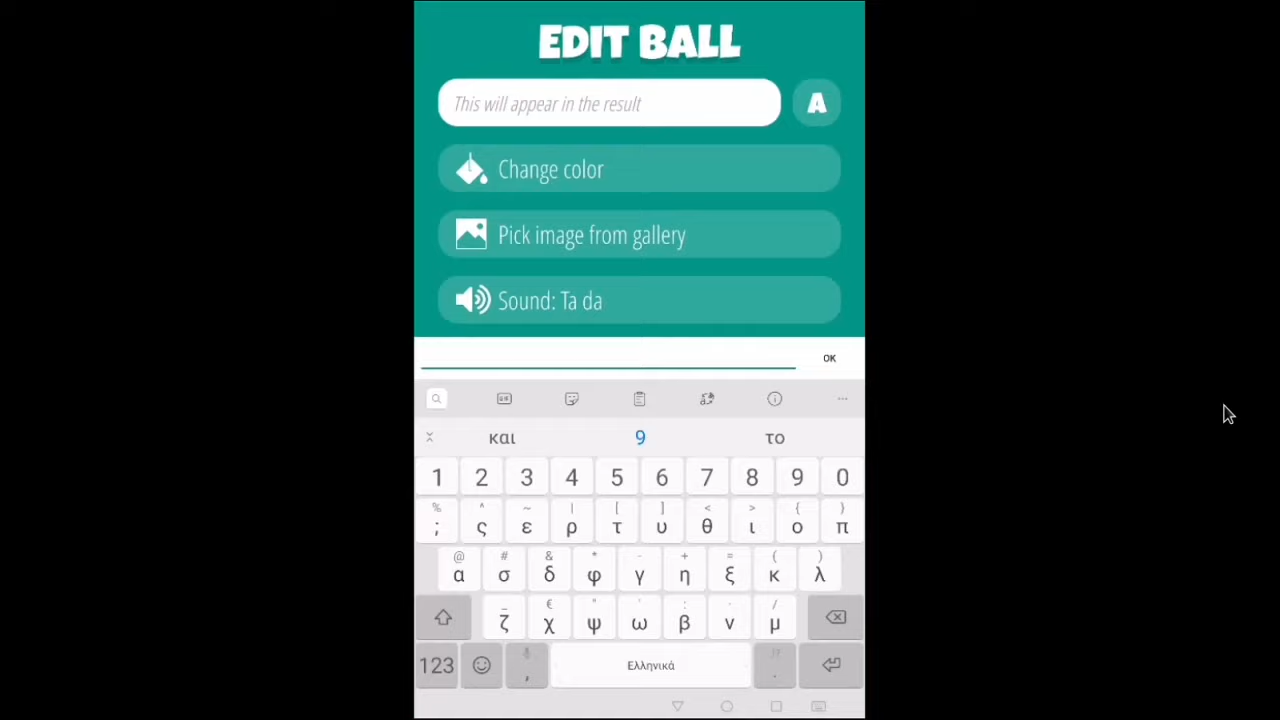 EDIT BALL
This will appear in the result
A
Change color
Pick image from gallery
Sound: Ta da
OK
και 9 το
1 2 3 4 5 6 7 8 9 0
% ^ ~ | [ ] < > { }
; ς ε ρ τ υ θ ι ο π
@ # & * - + = ( )
α σ δ φ γ η ξ κ λ
_ € " ' : · /
ζ χ ψ ω β ν μ
!?
123 , Ελληνικά .